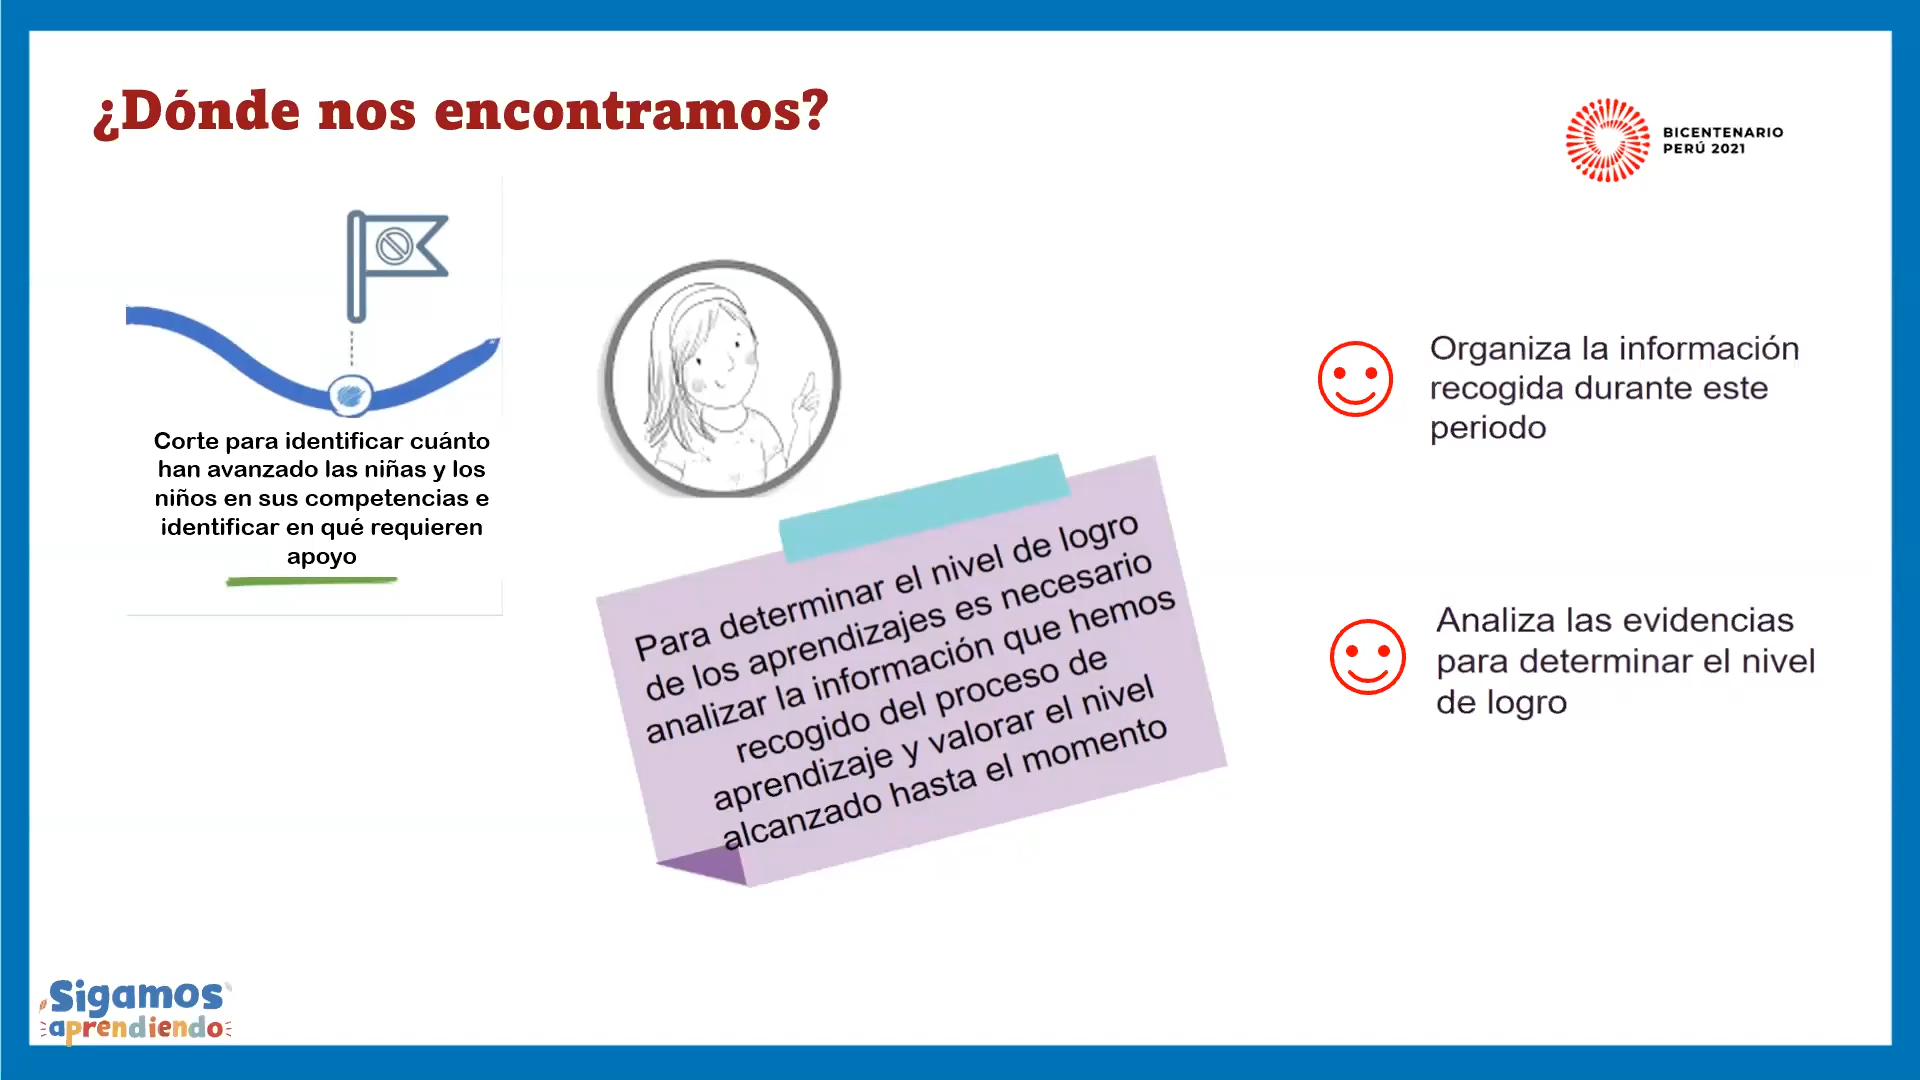 ¿Dónde nos encontramos?
BICENTENARIO
PERÚ 2021
Corte para identificar cuánto
han avanzado las niñas y los
niños en sus competencias e
identificar en qué requieren
apoyo
Para determinar el nivel de logro
de los aprendizajes es necesario
analizar la información que hemos
recogido del proceso de
aprendizaje y valorar el nivel
alcanzado hasta el momento
Organiza la información
recogida durante este
periodo
Analiza las evidencias
para determinar el nivel
de logro
Sigamos
aprendiendo